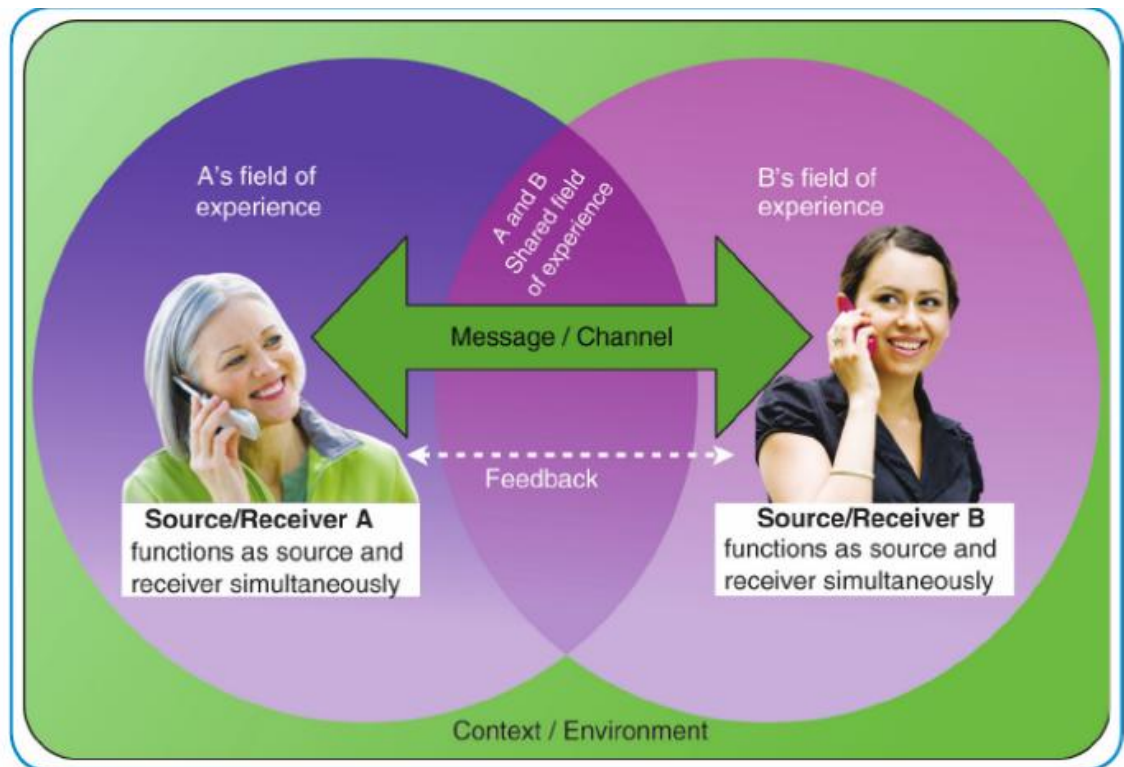 A's field of
experience
A and B
Shared field
of experience
B's field of
experience
Message / Channel
Feedback
Source/Receiver A
functions as source and
receiver simultaneously
Source/Receiver B
functions as source and
receiver simultaneously
Context / Environment